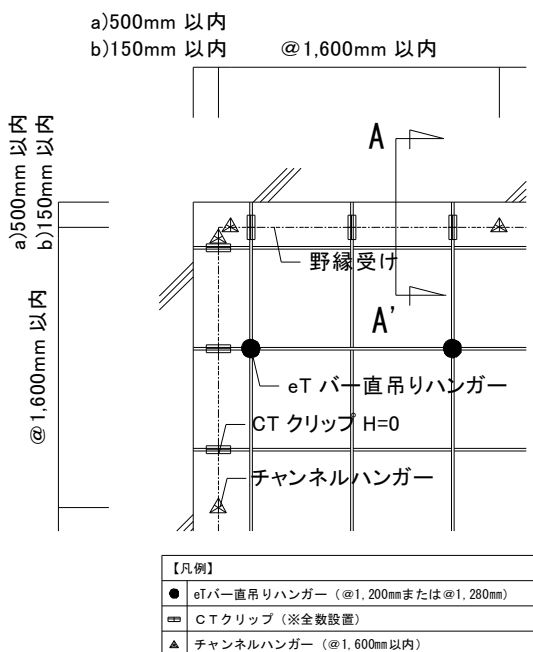 a)500mm 以内
b)150mm 以内 @1,600mm 以内
a)500mm 以内
b)150mm 以内
@1,600mm 以内
A
野縁受け
A'
eT バー直吊りハンガー
CT クリップ H=0
チャンネルハンガー
【凡例】
eTバー直吊りハンガー（@1,200mmまたは@1,280mm）
ＣＴクリップ（※全数設置）
チャンネルハンガー（@1,600mm以内）